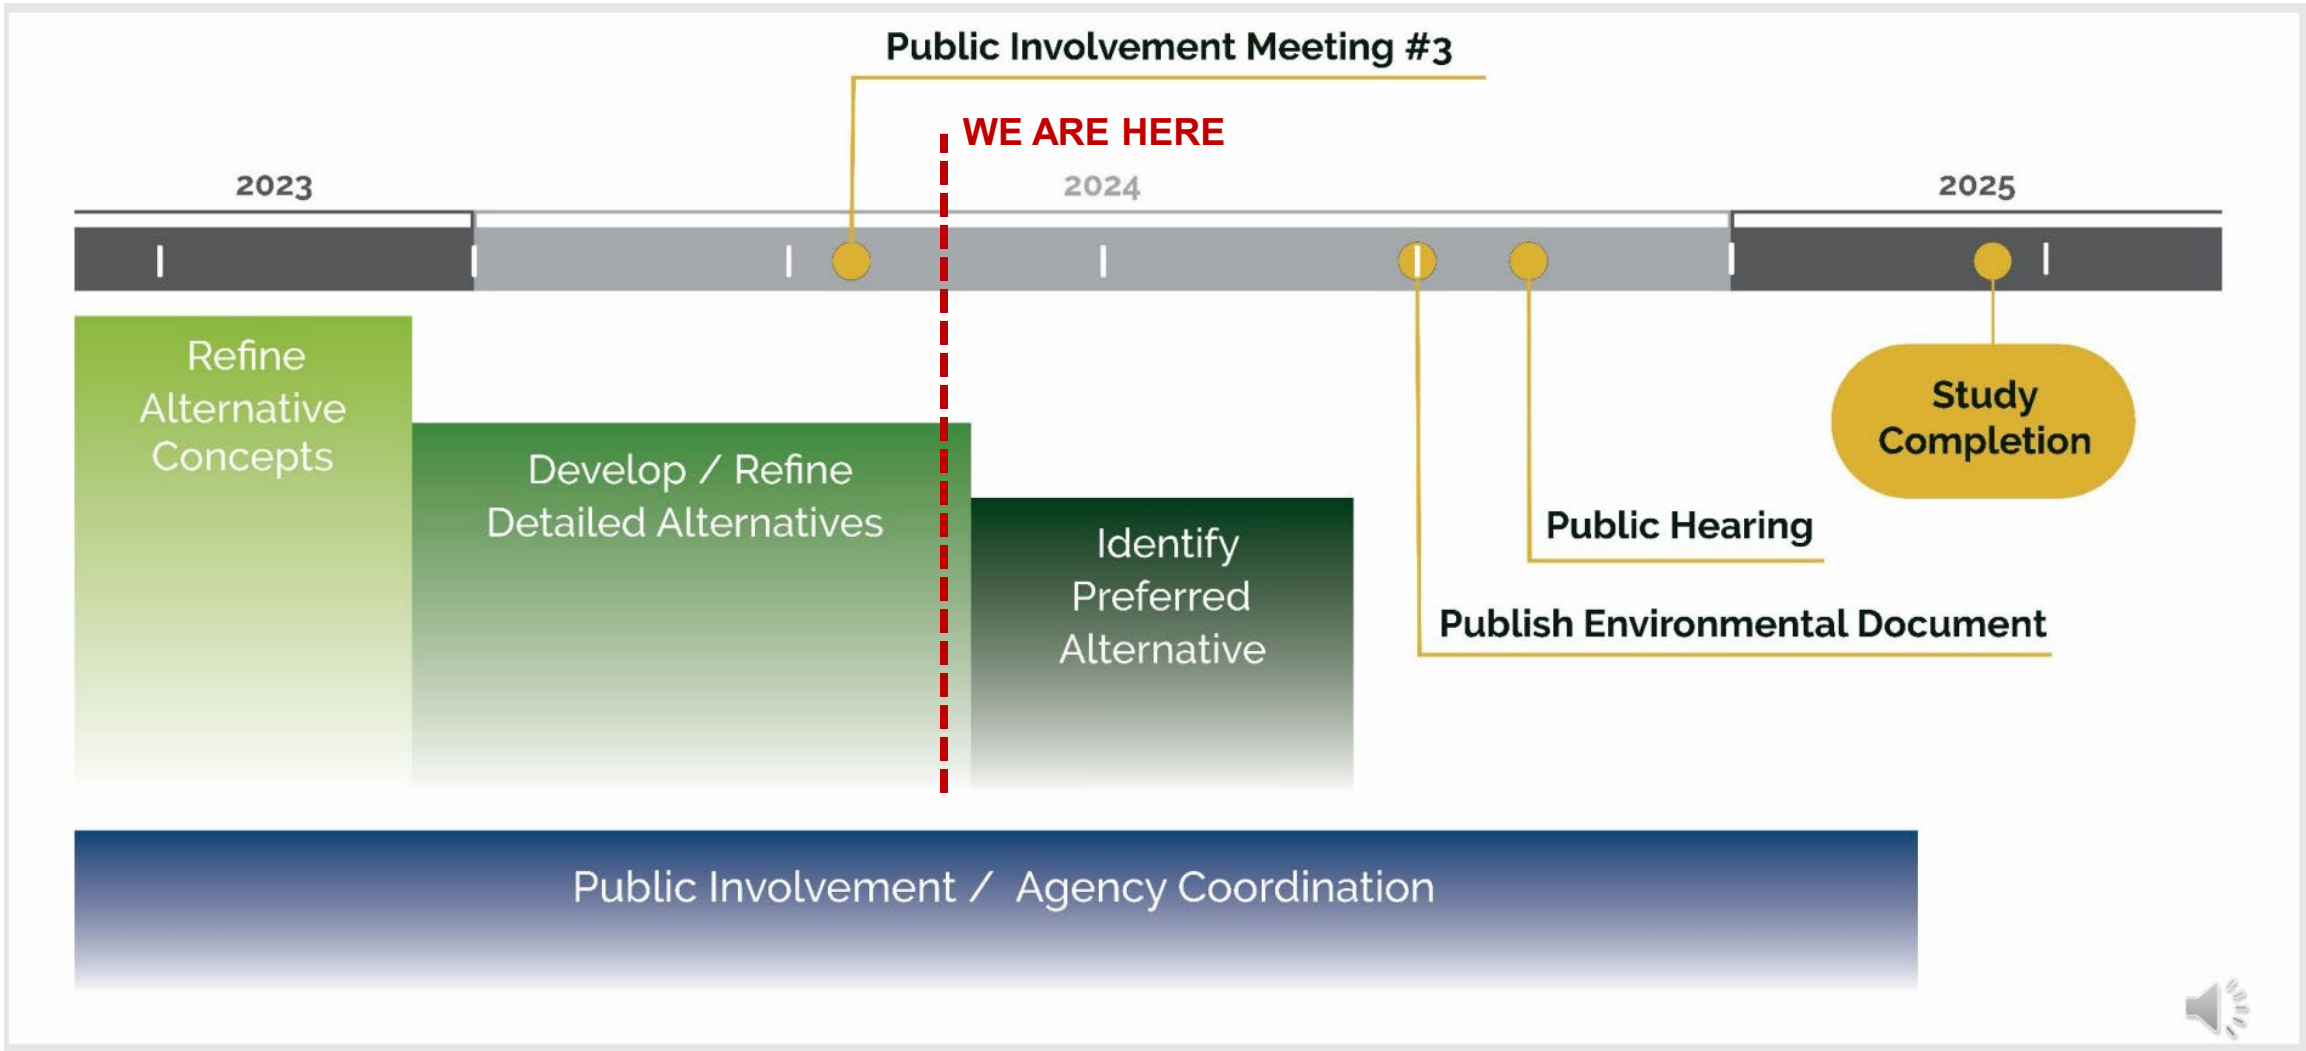 Public Involvement Meeting #3
WE ARE HERE
2023
2024
2025
Refine
Alternative
Concepts
Develop / Refine
Detailed Alternatives
Identify
Preferred
Alternative
Study
Completion
Public Hearing
Publish Environmental Document
Public Involvement / Agency Coordination